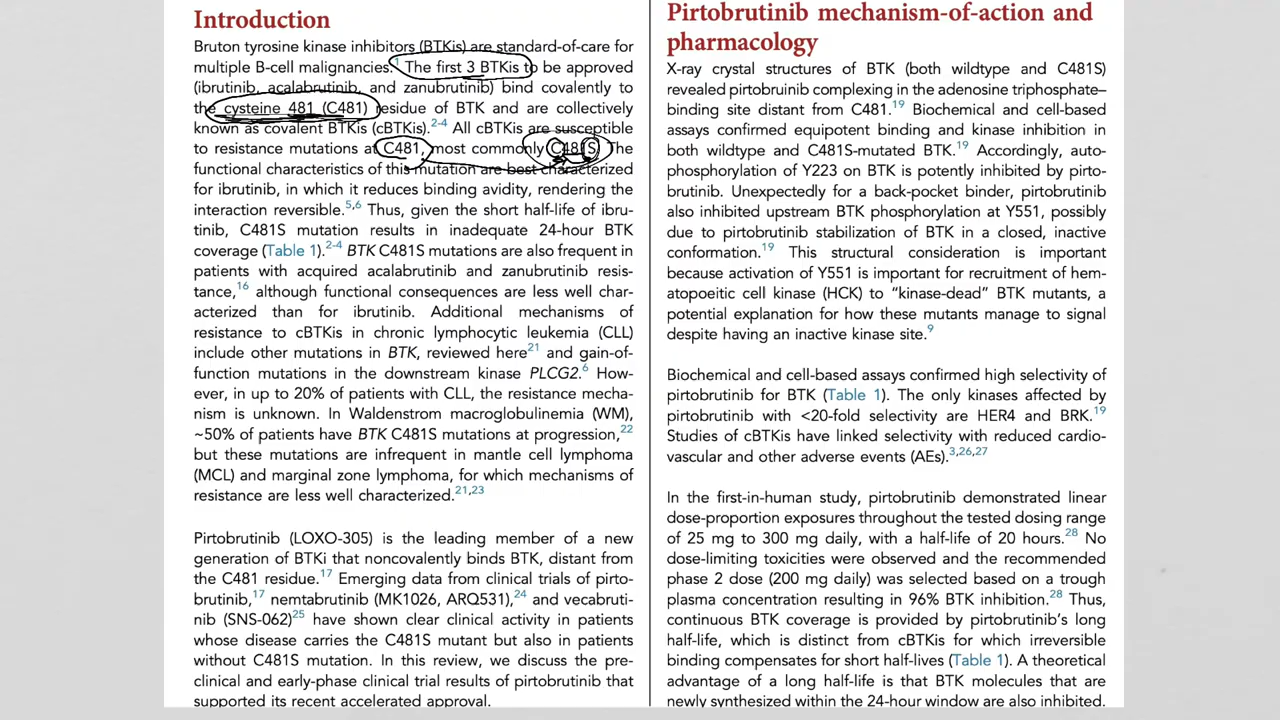 Introduction
Bruton tyrosine kinase inhibitors (BTKis) are standard-of-care for
multiple B-cell malignancies.1 The first 3 BTKis to be approved
(ibrutinib, acalabrutinib, and zanubrutinib) bind covalently to
the cysteine 481 (C481) residue of BTK and are collectively
known as covalent BTKis (cBTKis).2-4 All cBTKis are susceptible
to resistance mutations at C481, most commonly C481S. The
functional characteristics of this mutation are best characterized
for ibrutinib, in which it reduces binding avidity, rendering the
interaction reversible.5,6 Thus, given the short half-life of ibru-
tinib, C481S mutation results in inadequate 24-hour BTK
coverage (Table 1).2-4 BTK C481S mutations are also frequent in
patients with acquired acalabrutinib and zanubrutinib resis-
tance,16 although functional consequences are less well char-
acterized than for ibrutinib. Additional mechanisms of
resistance to cBTKis in chronic lymphocytic leukemia (CLL)
include other mutations in BTK, reviewed here21 and gain-of-
function mutations in the downstream kinase PLCG2.6 How-
ever, in up to 20% of patients with CLL, the resistance mecha-
nism is unknown. In Waldenstrom macroglobulinemia (WM),
~50% of patients have BTK C481S mutations at progression,22
but these mutations are infrequent in mantle cell lymphoma
(MCL) and marginal zone lymphoma, for which mechanisms of
resistance are less well characterized.21,23
Pirtobrutinib (LOXO-305) is the leading member of a new
generation of BTKi that noncovalently binds BTK, distant from
the C481 residue.17 Emerging data from clinical trials of pirto-
brutinib,17 nemtabrutinib (MK1026, ARQ531),24 and vecabruti-
nib (SNS-062)25 have shown clear clinical activity in patients
whose disease carries the C481S mutant but also in patients
without C481S mutation. In this review, we discuss the pre-
clinical and early-phase clinical trial results of pirtobrutinib that
supported its recent accelerated approval.
Pirtobrutinib mechanism-of-action and
pharmacology
X-ray crystal structures of BTK (both wildtype and C481S)
revealed pirtobruinib complexing in the adenosine triphosphate–
binding site distant from C481.19 Biochemical and cell-based
assays confirmed equipotent binding and kinase inhibition in
both wildtype and C481S-mutated BTK.19 Accordingly, auto-
phosphorylation of Y223 on BTK is potently inhibited by pirto-
brutinib. Unexpectedly for a back-pocket binder, pirtobrutinib
also inhibited upstream BTK phosphorylation at Y551, possibly
due to pirtobrutinib stabilization of BTK in a closed, inactive
conformation.19 This structural consideration is important
because activation of Y551 is important for recruitment of hem-
atopoeitic cell kinase (HCK) to “kinase-dead” BTK mutants, a
potential explanation for how these mutants manage to signal
despite having an inactive kinase site.9
Biochemical and cell-based assays confirmed high selectivity of
pirtobrutinib for BTK (Table 1). The only kinases affected by
pirtobrutinib with <20-fold selectivity are HER4 and BRK.19
Studies of cBTKis have linked selectivity with reduced cardio-
vascular and other adverse events (AEs).3,26,27
In the first-in-human study, pirtobrutinib demonstrated linear
dose-proportion exposures throughout the tested dosing range
of 25 mg to 300 mg daily, with a half-life of 20 hours.28 No
dose-limiting toxicities were observed and the recommended
phase 2 dose (200 mg daily) was selected based on a trough
plasma concentration resulting in 96% BTK inhibition.28 Thus,
continuous BTK coverage is provided by pirtobrutinib’s long
half-life, which is distinct from cBTKis for which irreversible
binding compensates for short half-lives (Table 1). A theoretical
advantage of a long half-life is that BTK molecules that are
newly synthesized within the 24-hour window are also inhibited.